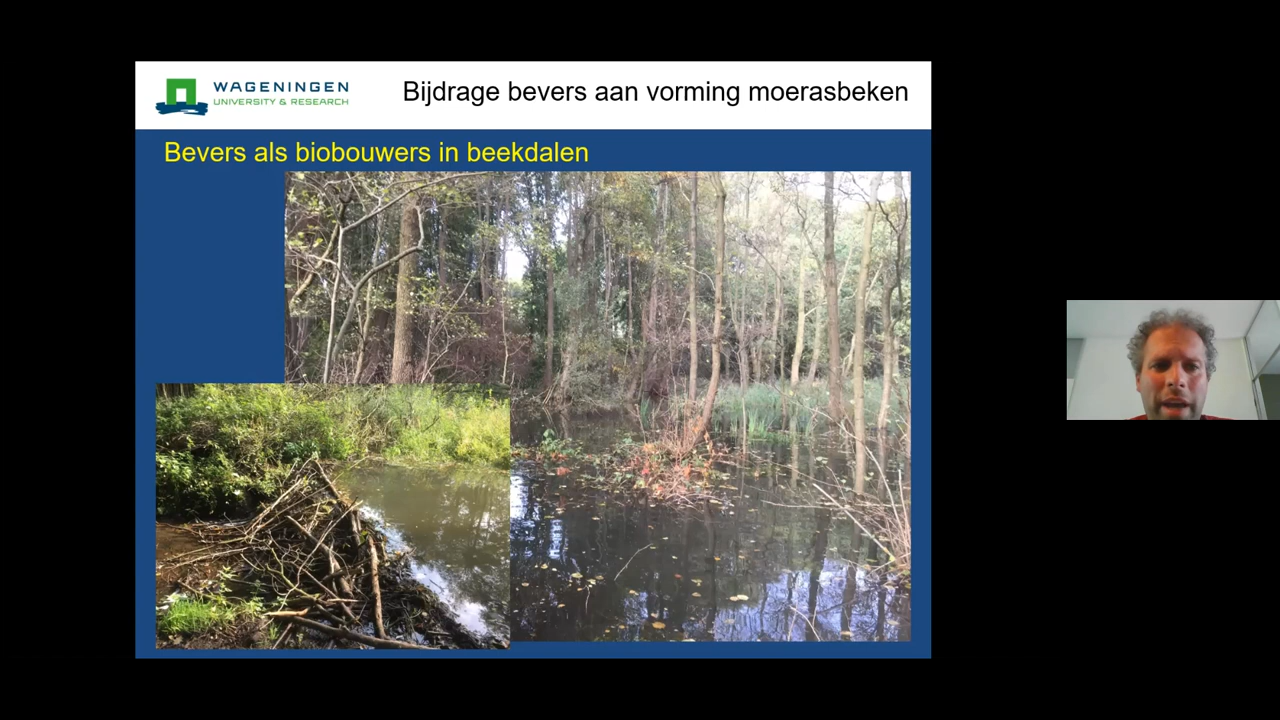 WAGENINGEN
UNIVERSITY & RESEARCH
Bijdrage bevers aan vorming moerasbeken
Bevers als biobouwers in beekdalen